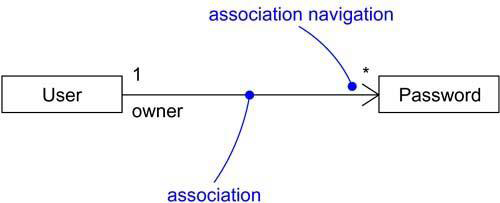 association navigation
1
*
User
Password
owner
association